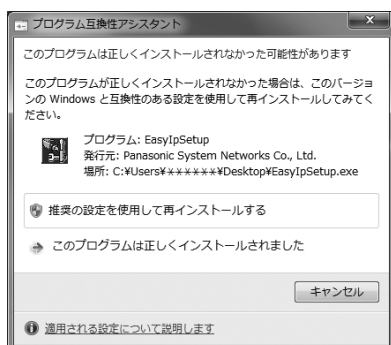 プログラム互換性アシスタント
このプログラムは正しくインストールされなかった可能性があります
このプログラムが正しくインストールされなかった場合は、このバージョ
ンの Windows と互換性のある設定を使用して再インストールしてみてく
ださい。
プログラム: EasyIpSetup
発行元: Panasonic System Networks Co., Ltd.
場所: C:¥Users¥******¥Desktop¥EasyIpSetup.exe
推奨の設定を使用して再インストールする
このプログラムは正しくインストールされました
キャンセル
適用される設定について説明します